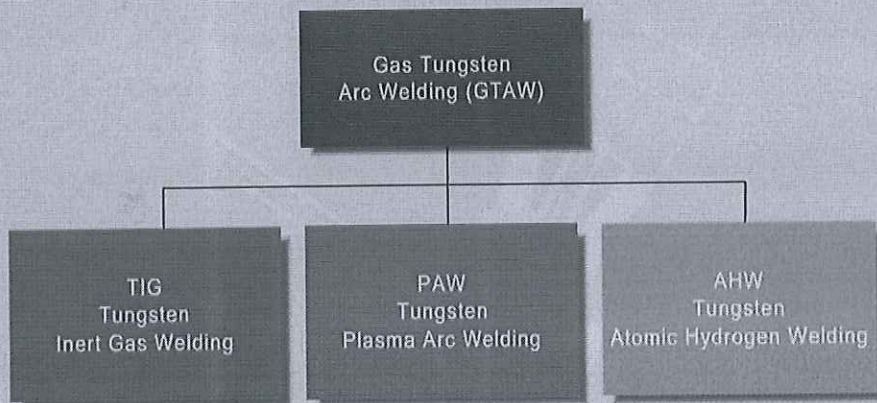 Gas Tungsten
Arc Welding (GTAW)
TIG
Tungsten
Inert Gas Welding
PAW
Tungsten
Plasma Arc Welding
AHW
Tungsten
Atomic Hydrogen Welding